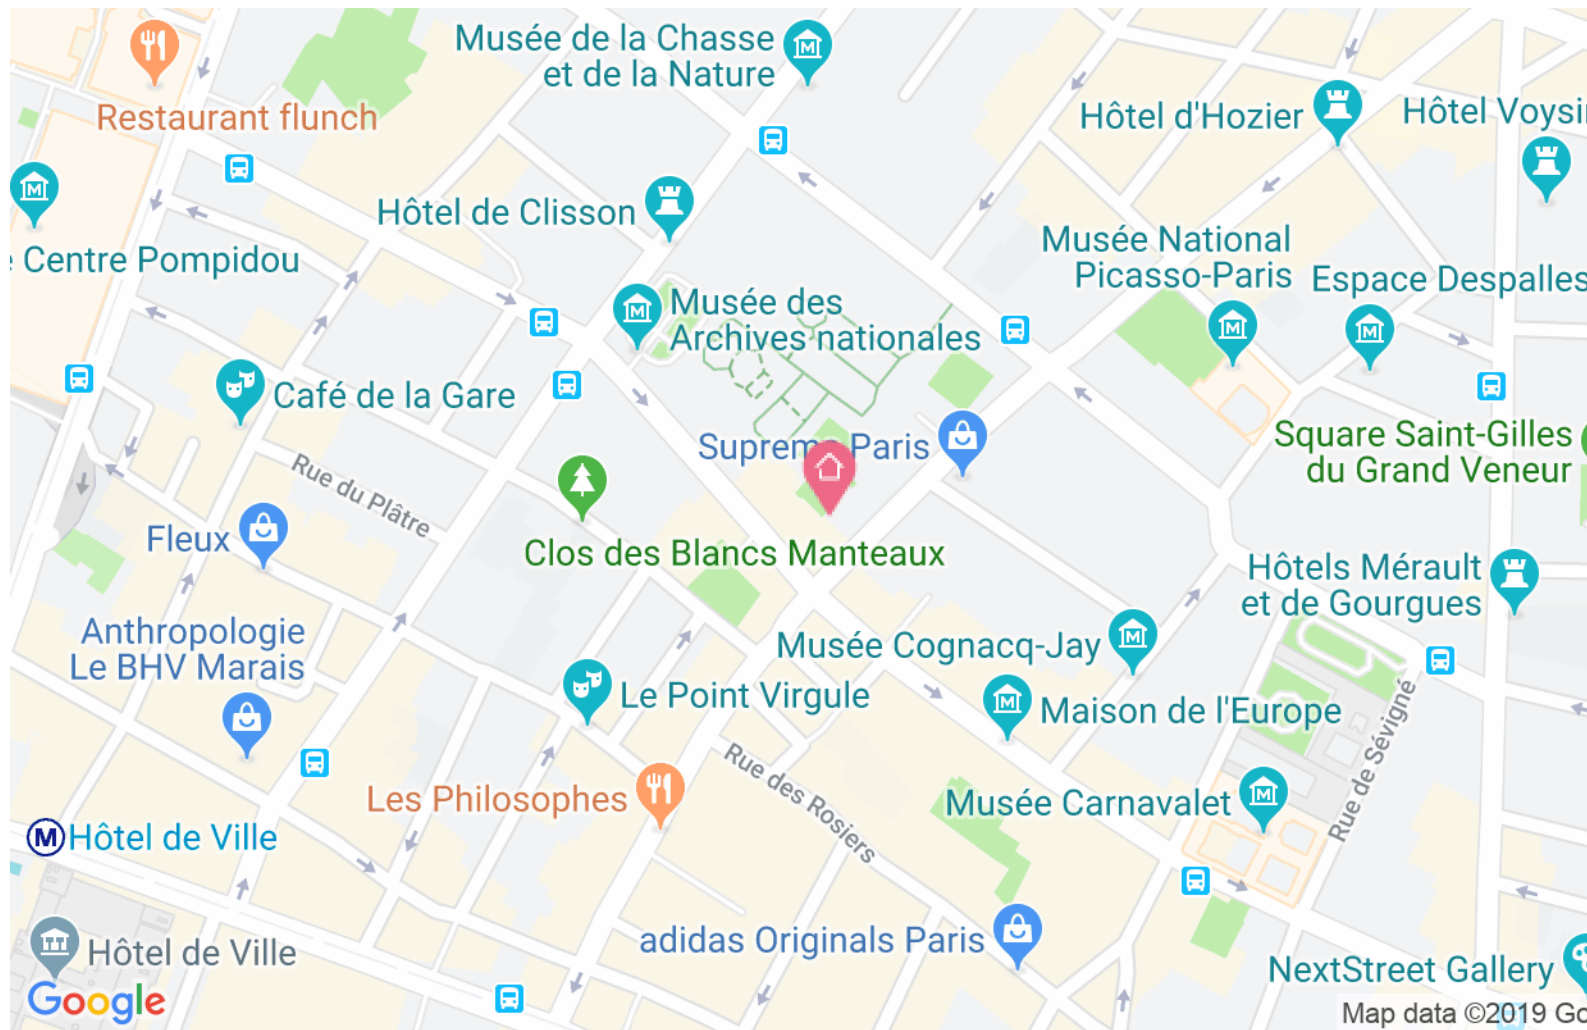 Musée de la Chasse
et de la Nature
Restaurant flunch
Hôtel d'Hozier
Hôtel Voysi
Hôtel de Clisson
Centre Pompidou
Musée National
Picasso-Paris
Espace Despalles
Musée des
Archives nationales
Café de la Gare
Supreme Paris
Square Saint-Gilles
du Grand Veneur
Rue du Plâtre
Fleux
Clos des Blancs Manteaux
Hôtels Mérault
et de Gourgues
Anthropologie
Le BHV Marais
Musée Cognacq-Jay
Le Point Virgule
Maison de l'Europe
Rue de Sévigné
Rue des Rosiers
Les Philosophes
Musée Carnavalet
M Hôtel de Ville
adidas Originals Paris
Hôtel de Ville
NextStreet Gallery
Google
Map data ©2019 Go